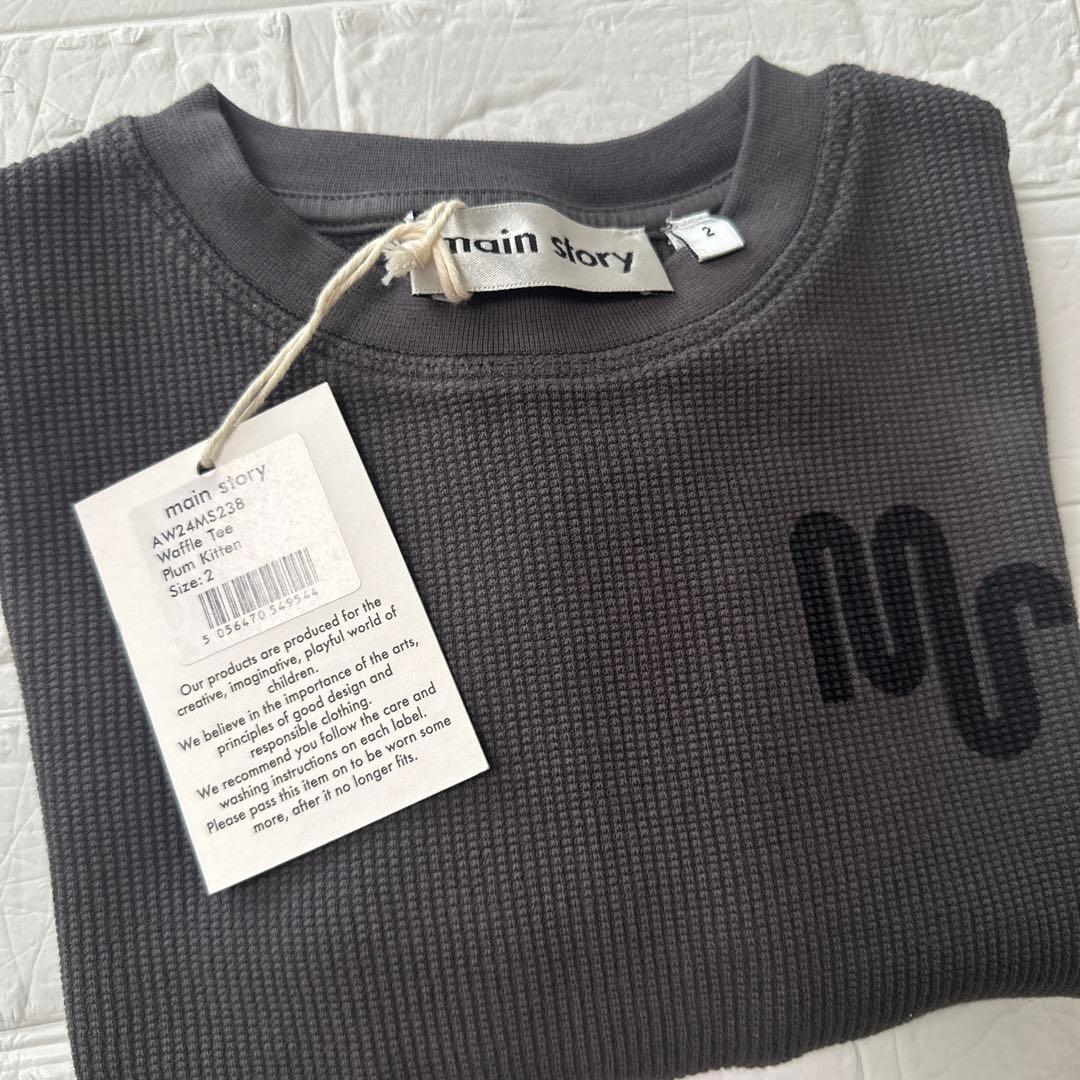 main story
2
main story
AW24MS238
Waffle Tee
Plum Kitten
Size: 2
5 056470 549544
Our products are produced for the
creative, imaginative, playful world of
children.
We believe in the importance of the arts,
principles of good design and
responsible clothing.
We recommend you follow the care and
washing instructions on each label.
Please pass this item on to be worn some
more, after it no longer fits.